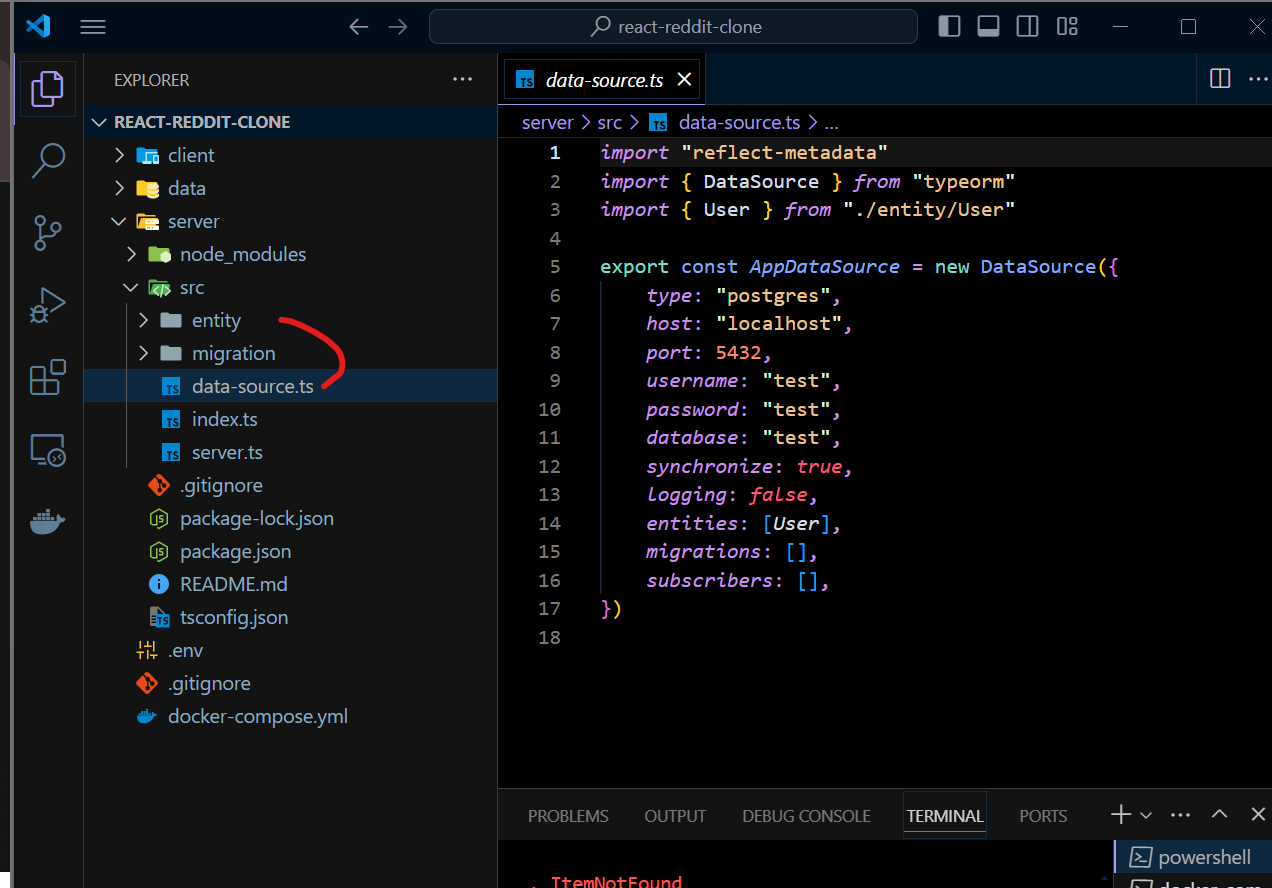 react-reddit-clone
EXPLORER
REACT-REDDIT-CLONE
client
data
server
node_modules
src
entity
migration
data-source.ts
index.ts
server.ts
.gitignore
package-lock.json
package.json
README.md
tsconfig.json
.env
.gitignore
docker-compose.yml
data-source.ts
server > src > data-source.ts > ...
1 import "reflect-metadata"
2 import { DataSource } from "typeorm"
3 import { User } from "./entity/User"
4
5 export const AppDataSource = new DataSource({
6 type: "postgres",
7 host: "localhost",
8 port: 5432,
9 username: "test",
10 password: "test",
11 database: "test",
12 synchronize: true,
13 logging: false,
14 entities: [User],
15 migrations: [],
16 subscribers: [],
17 })
18
PROBLEMS OUTPUT DEBUG CONSOLE TERMINAL PORTS
ItemNotFound
powershell